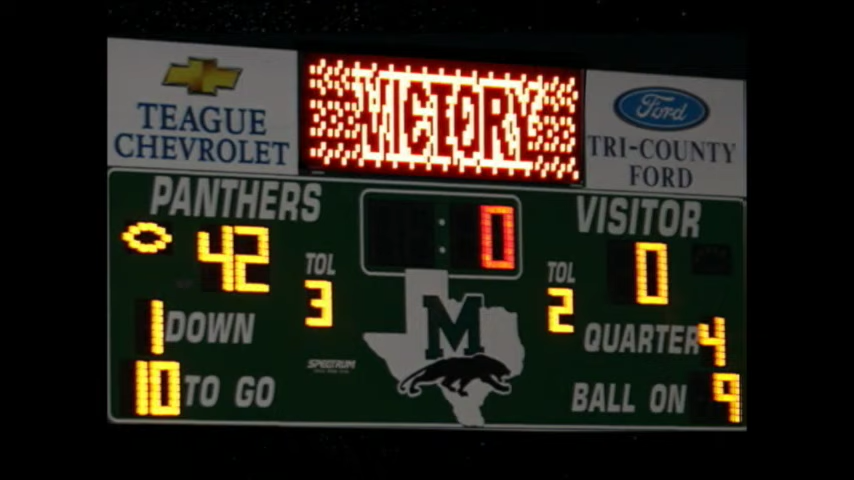 TEAGUE
CHEVROLET
VICTORY
Ford
TRI-COUNTY
FORD
PANTHERS
0
VISITOR
42
TOL
3
TOL
2
0
1 DOWN
M
QUARTER 4
10 TO GO
SPECTRUM
BALL ON 9